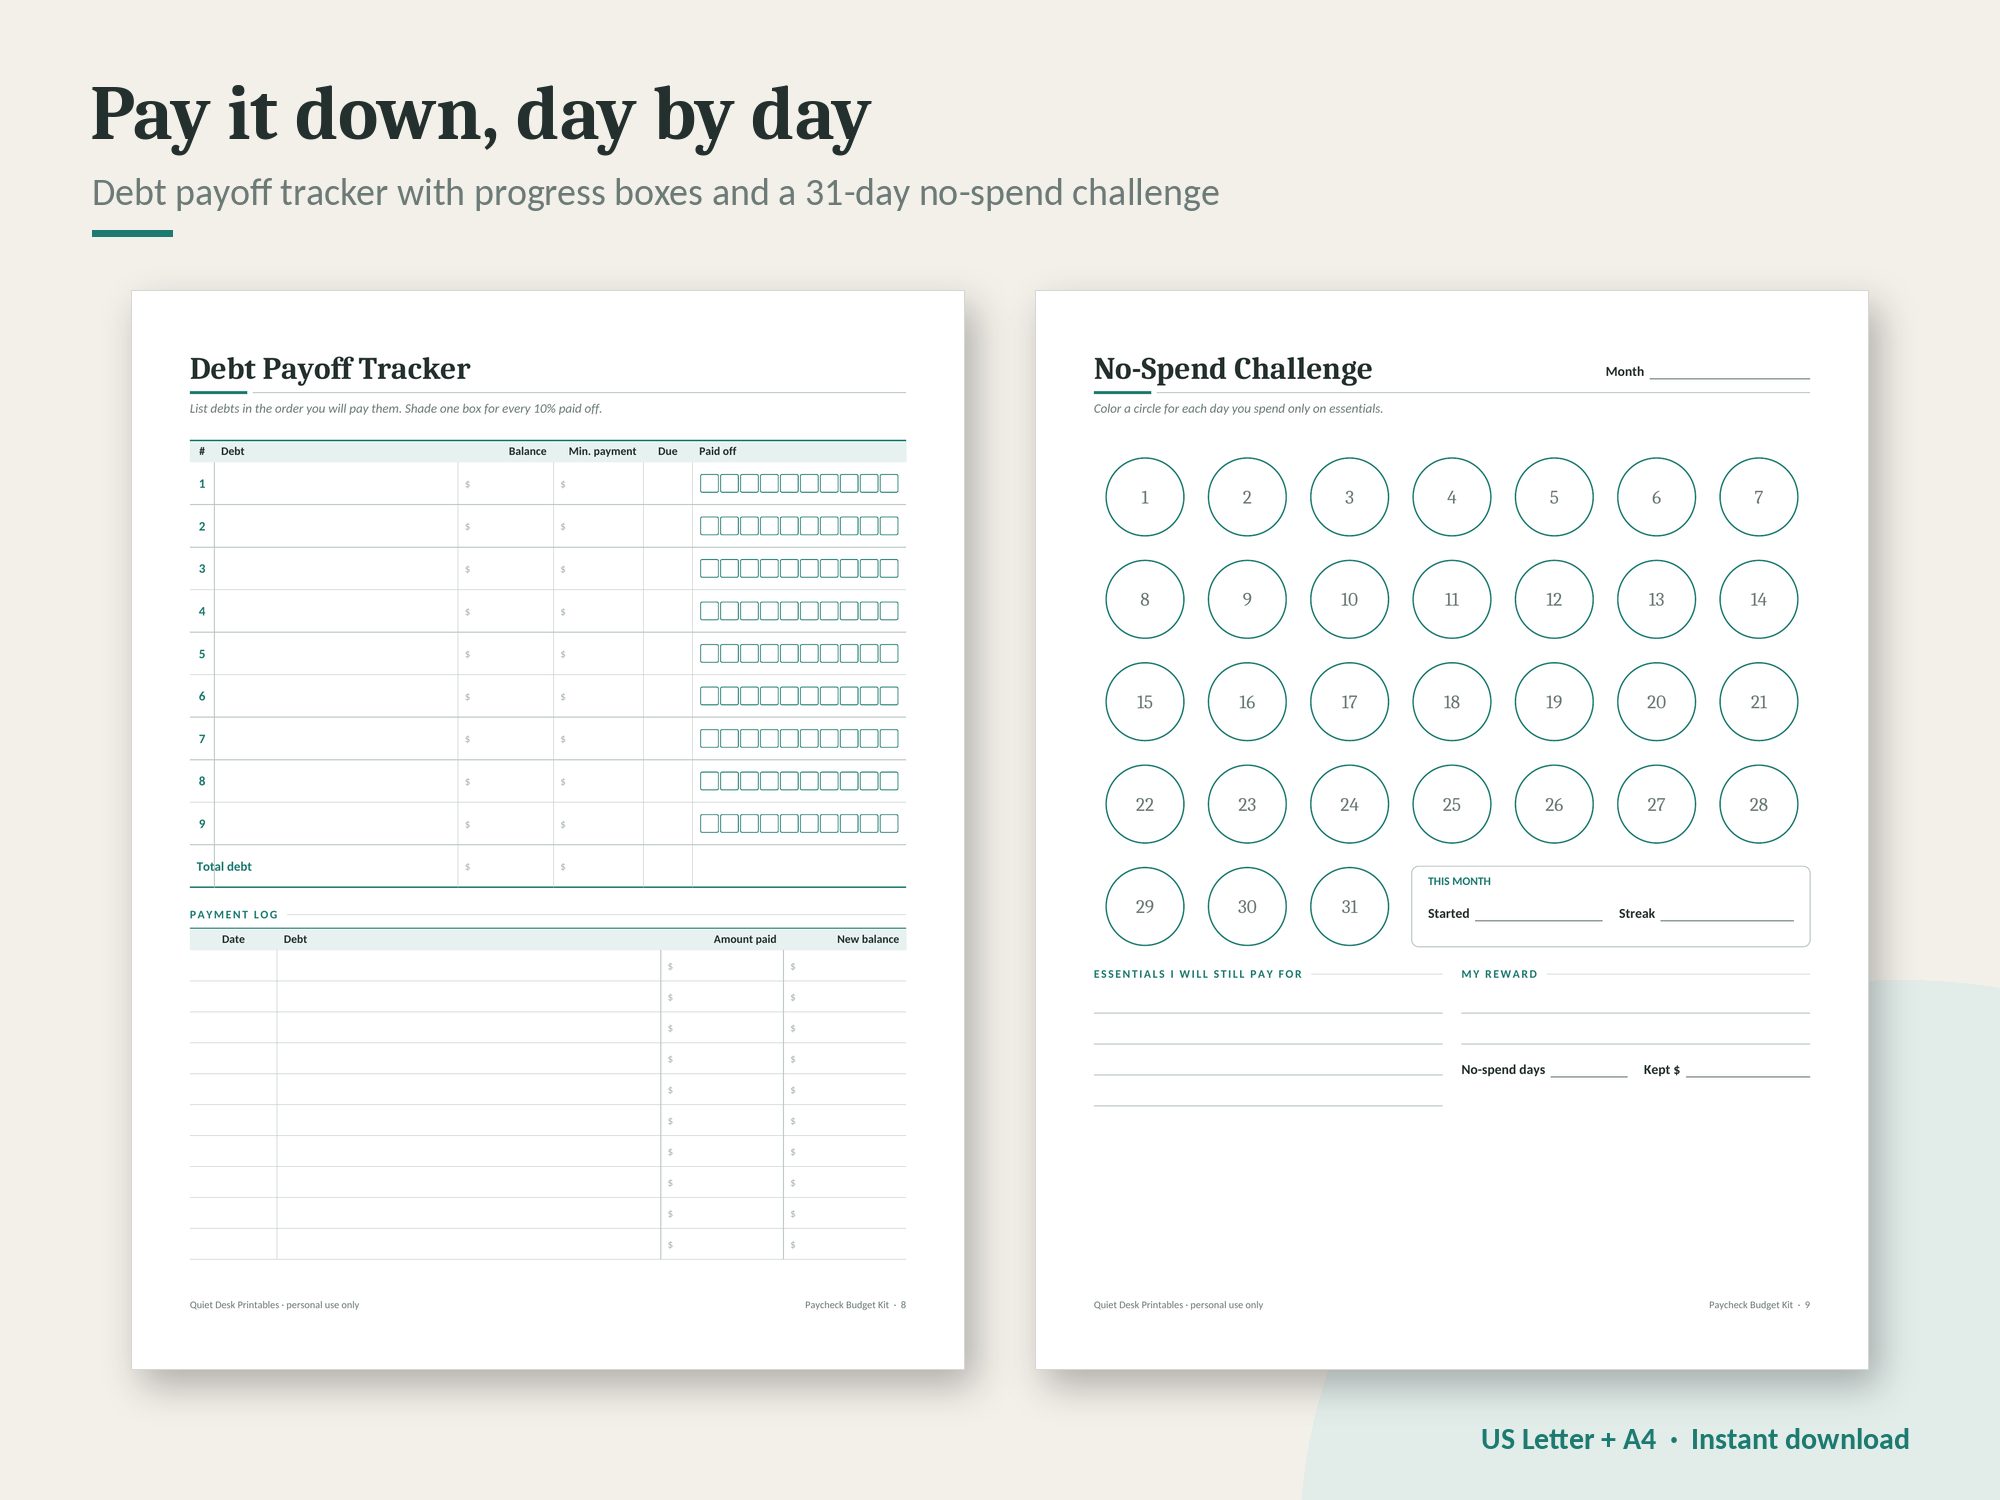 Pay it down, day by day
Debt payoff tracker with progress boxes and a 31-day no-spend challenge
Debt Payoff Tracker
List debts in the order you will pay them. Shade one box for every 10% paid off.
# Debt Balance Min. payment Due Paid off
1 $ $
2 $ $
3 $ $
4 $ $
5 $ $
6 $ $
7 $ $
8 $ $
9 $ $
Total debt $ $
PAYMENT LOG
Date Debt Amount paid New balance
$ $
$ $
$ $
$ $
$ $
$ $
$ $
$ $
$ $
$ $
Quiet Desk Printables · personal use only Paycheck Budget Kit · 8
No-Spend Challenge Month
Color a circle for each day you spend only on essentials.
1 2 3 4 5 6 7
8 9 10 11 12 13 14
15 16 17 18 19 20 21
22 23 24 25 26 27 28
29 30 31
THIS MONTH
Started Streak
ESSENTIALS I WILL STILL PAY FOR
MY REWARD
No-spend days Kept $
Quiet Desk Printables · personal use only Paycheck Budget Kit · 9
US Letter + A4 · Instant download